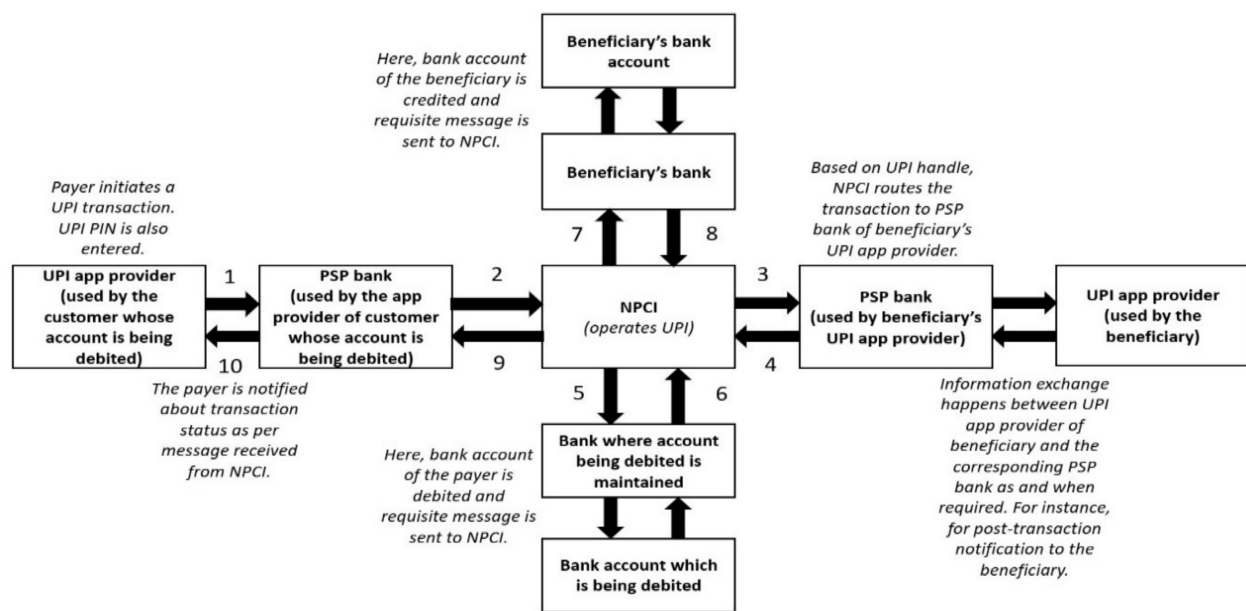 Beneficiary's bank
account
Here, bank account
of the beneficiary is
credited and
requisite message is
sent to NPCI.
Beneficiary's bank
Based on UPI handle,
NPCI routes the
transaction to PSP
bank of beneficiary's
UPI app provider.
Payer initiates a
UPI transaction.
UPI PIN is also
entered.
7
8
1
2
3
UPI app provider
(used by the
customer whose
account is being
debited)
PSP bank
(used by the app
provider of customer
whose account is
being debited)
NPCI
(operates UPI)
PSP bank
(used by beneficiary's
UPI app provider)
UPI app provider
(used by the
beneficiary)
10
9
4
The payer is notified
about transaction
status as per
message received
from NPCI.
5
6
Information exchange
happens between UPI
app provider of
beneficiary and the
corresponding PSP
bank as and when
required. For instance,
for post-transaction
notification to the
beneficiary.
Bank where account
being debited is
maintained
Here, bank account
of the payer is
debited and
requisite message is
sent to NPCI.
Bank account which
is being debited